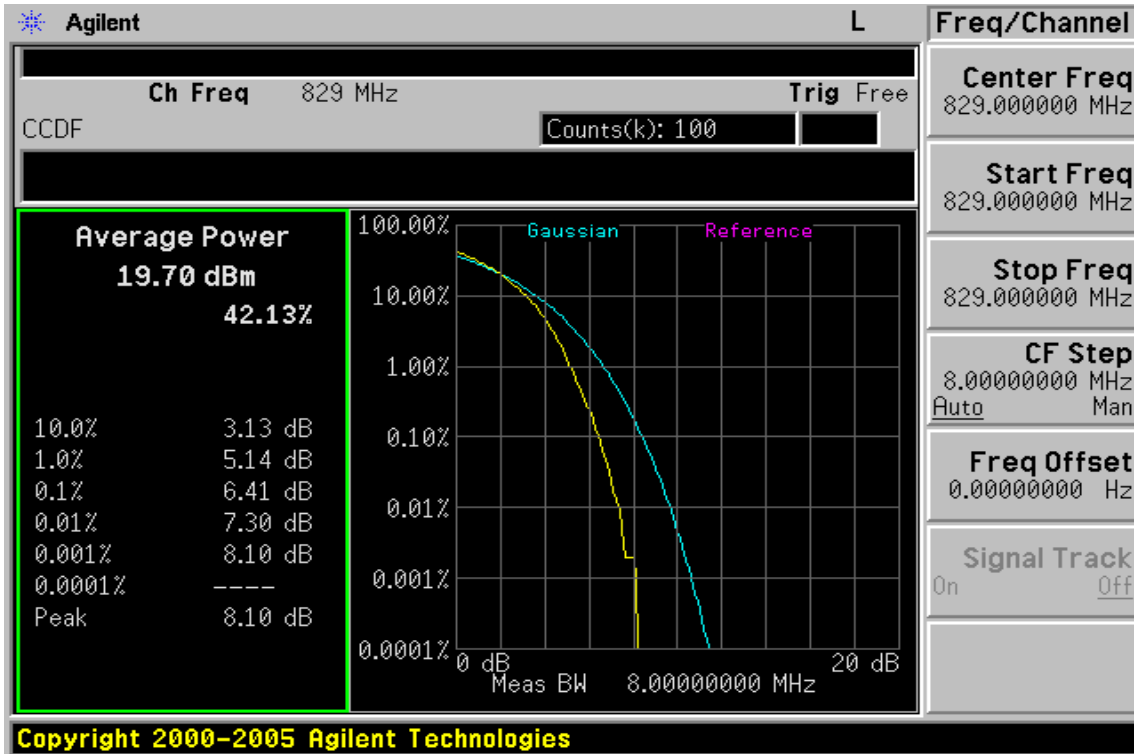 Agilent L
Ch Freq 829 MHz Trig Free
CCDF Counts(k): 100
Average Power
19.70 dBm
42.13%
10.0% 3.13 dB
1.0% 5.14 dB
0.1% 6.41 dB
0.01% 7.30 dB
0.001% 8.10 dB
0.0001% ----
Peak 8.10 dB
Gaussian Reference
100.00%
10.00%
1.00%
0.10%
0.01%
0.001%
0.0001%
0 dB 20 dB
Meas BW 8.00000000 MHz
Freq/Channel
Center Freq
829.000000 MHz
Start Freq
829.000000 MHz
Stop Freq
829.000000 MHz
CF Step
8.00000000 MHz
Auto Man
Freq Offset
0.00000000 Hz
Signal Track
On Off
Copyright 2000-2005 Agilent Technologies